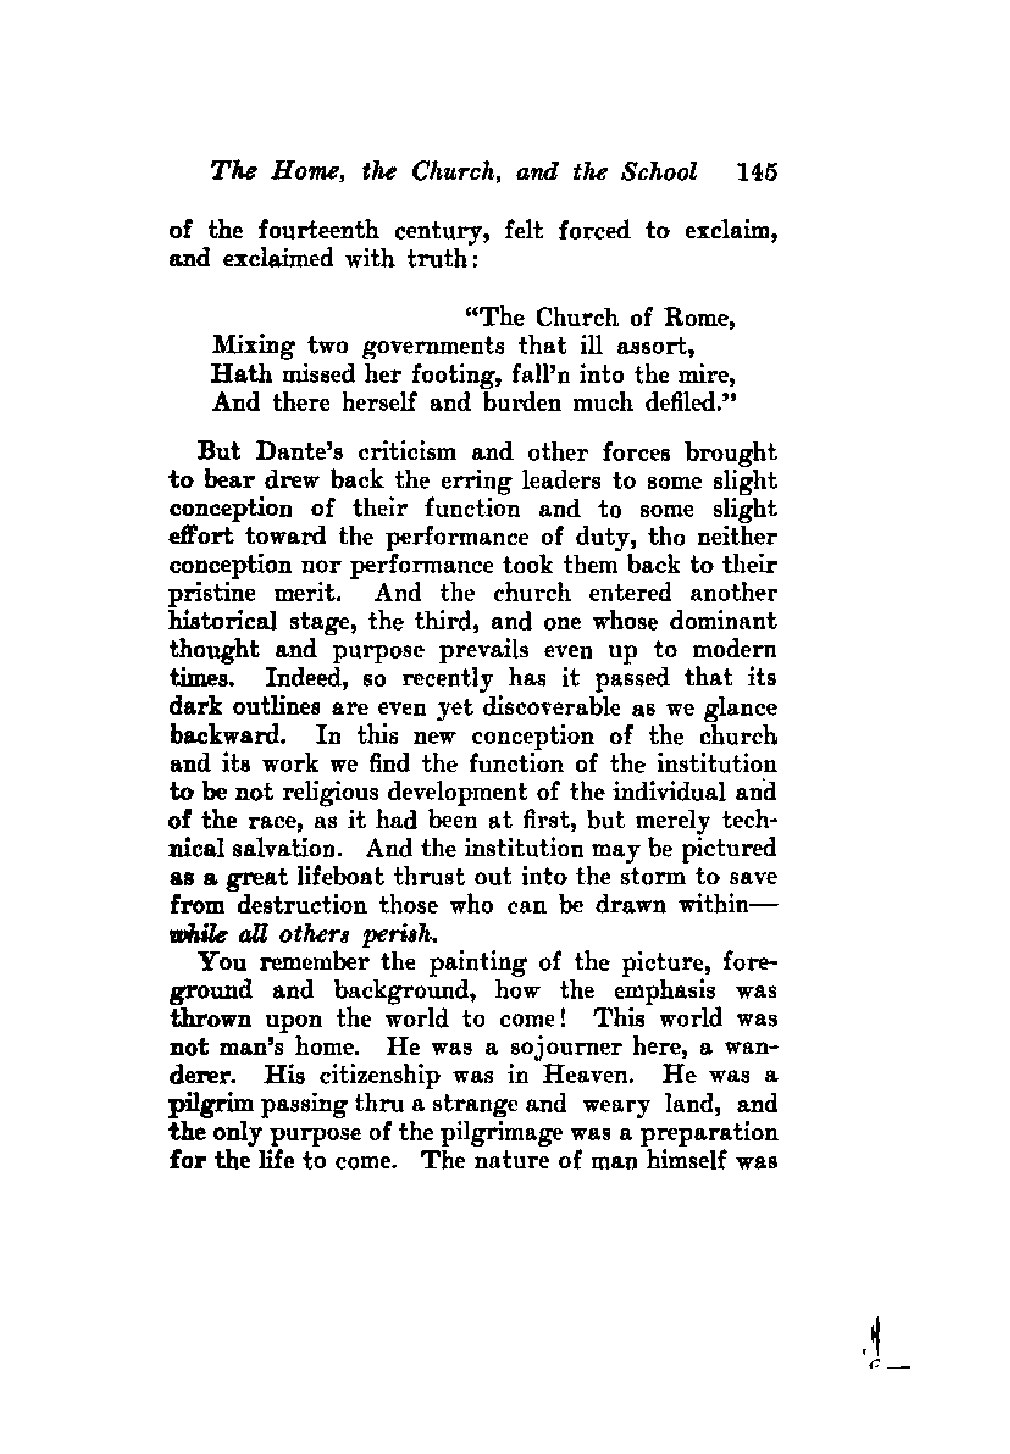 The Home, the Church, and the School 145
of the fourteenth century, felt forced to exclaim,
and exclaimed with truth:
“The Church of Rome,
Mixing two governments that ill assort,
Hath missed her footing, fall’n into the mire,
And there herself and burden much defiled.”
But Dante’s criticism and other forces brought
to bear drew back the erring leaders to some slight
conception of their function and to some slight
effort toward the performance of duty, tho neither
conception nor performance took them back to their
pristine merit. And the church entered another
historical stage, the third, and one whose dominant
thought and purpose prevails even up to modern
times. Indeed, so recently has it passed that its
dark outlines are even yet discoverable as we glance
backward. In this new conception of the church
and its work we find the function of the institution
to be not religious development of the individual and
of the race, as it had been at first, but merely tech-
nical salvation. And the institution may be pictured
as a great lifeboat thrust out into the storm to save
from destruction those who can be drawn within—
while all others perish.
You remember the painting of the picture, fore-
ground and background, how the emphasis was
thrown upon the world to come! This world was
not man’s home. He was a sojourner here, a wan-
derer. His citizenship was in Heaven. He was a
pilgrim passing thru a strange and weary land, and
the only purpose of the pilgrimage was a preparation
for the life to come. The nature of man himself was